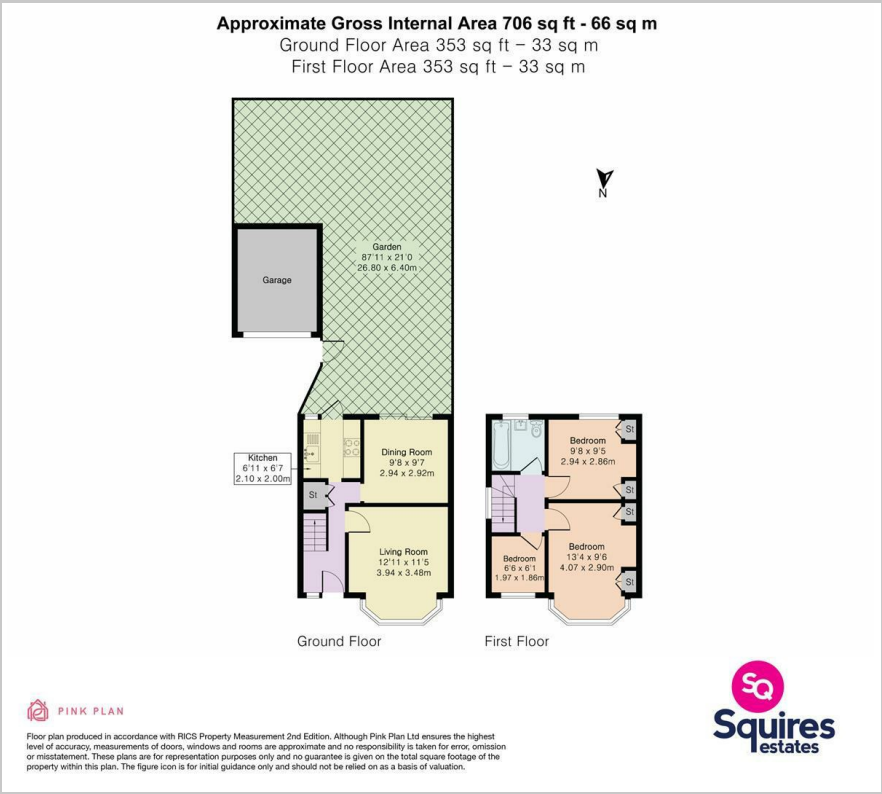 Approximate Gross Internal Area 706 sq ft - 66 sq m
Ground Floor Area 353 sq ft – 33 sq m
First Floor Area 353 sq ft – 33 sq m
N
Garden
87'11 x 21'0
26.80 x 6.40m
Garage
Kitchen
6'11 x 6'7
2.10 x 2.00m
Dining Room
9'8 x 9'7
2.94 x 2.92m
St
Living Room
12'11 x 11'5
3.94 x 3.48m
Ground Floor
Bedroom
9'8 x 9'5
2.94 x 2.86m
St
St
St
Bedroom
13'4 x 9'6
4.07 x 2.90m
St
Bedroom
6'6 x 6'1
1.97 x 1.86m
First Floor
PINK PLAN
Floor plan produced in accordance with RICS Property Measurement 2nd Edition. Although Pink Plan Ltd ensures the highest
level of accuracy, measurements of doors, windows and rooms are approximate and no responsibility is taken for error, omission
or misstatement. These plans are for representation purposes only and no guarantee is given on the total square footage of the
property within this plan. The figure icon is for initial guidance only and should not be relied on as a basis of valuation.
SQ
Squires
estates